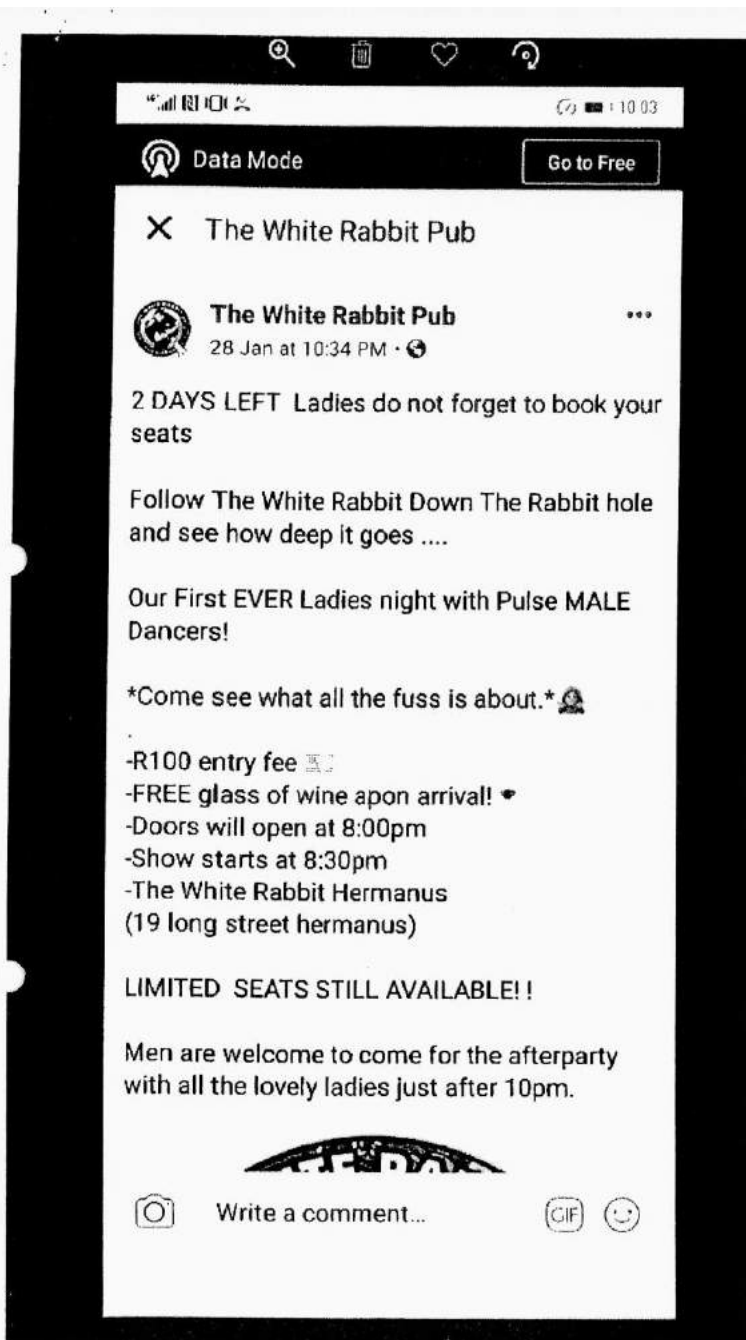 10:03
Data Mode
Go to Free
The White Rabbit Pub
The White Rabbit Pub
28 Jan at 10:34 PM ·
2 DAYS LEFT Ladies do not forget to book your
seats
Follow The White Rabbit Down The Rabbit hole
and see how deep it goes ....
Our First EVER Ladies night with Pulse MALE
Dancers!
*Come see what all the fuss is about.*
-R100 entry fee
-FREE glass of wine apon arrival!
-Doors will open at 8:00pm
-Show starts at 8:30pm
-The White Rabbit Hermanus
(19 long street hermanus)
LIMITED SEATS STILL AVAILABLE! !
Men are welcome to come for the afterparty
with all the lovely ladies just after 10pm.
Write a comment...
GIF